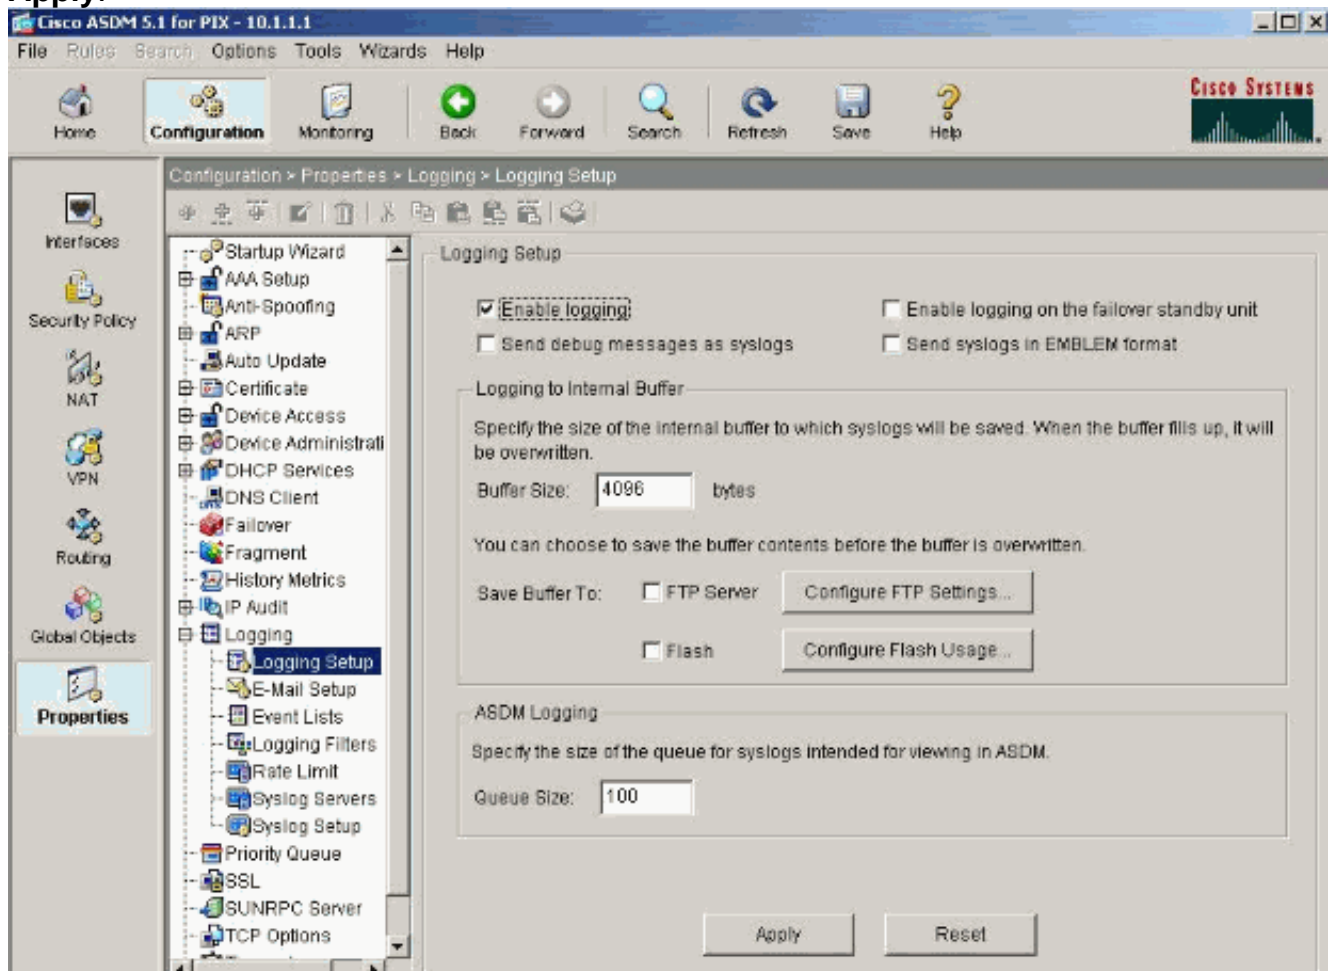 Apply.
Cisco ASDM 5.1 for PIX - 10.1.1.1
File Rules Search Options Tools Wizards Help
Home Configuration Monitoring Back Forward Search Refresh Save Help
CISCO SYSTEMS
Configuration > Properties > Logging > Logging Setup
Interfaces
Security Policy
NAT
VPN
Routing
Global Objects
Properties
Startup Wizard
AAA Setup
Anti-Spoofing
ARP
Auto Update
Certificate
Device Access
Device Administrati
DHCP Services
DNS Client
Failover
Fragment
History Metrics
IP Audit
Logging
Logging Setup
E-Mail Setup
Event Lists
Logging Filters
Rate Limit
Syslog Servers
Syslog Setup
Priority Queue
SSL
SUNRPC Server
TCP Options
Logging Setup
Enable logging
Enable logging on the failover standby unit
Send debug messages as syslogs
Send syslogs in EMBLEM format
Logging to Internal Buffer
Specify the size of the internal buffer to which syslogs will be saved. When the buffer fills up, it will
be overwritten.
Buffer Size: 4096 bytes
You can choose to save the buffer contents before the buffer is overwritten.
Save Buffer To: FTP Server Configure FTP Settings...
Flash Configure Flash Usage...
ASDM Logging
Specify the size of the queue for syslogs intended for viewing in ASDM.
Queue Size: 100
Apply Reset